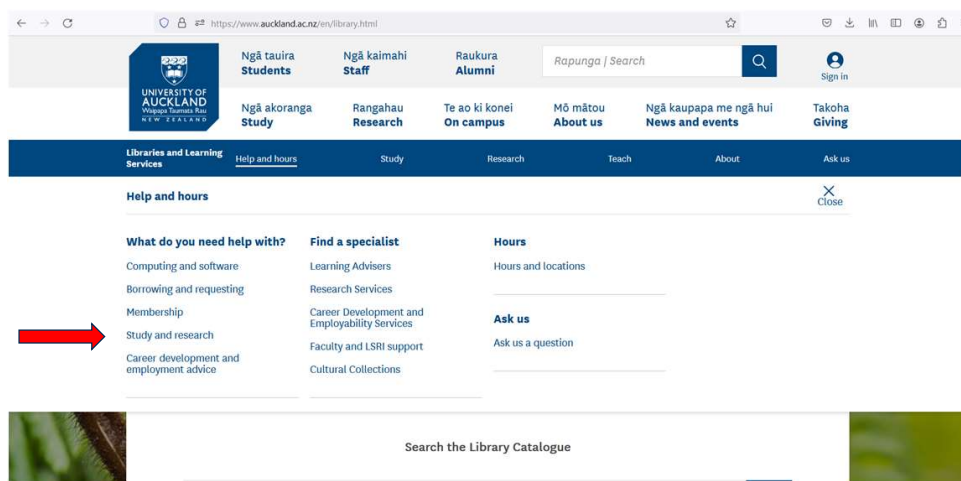 https://www.auckland.ac.nz/en/library.html
UNIVERSITY OF
AUCKLAND
Waipapa Taumata Rau
NEW ZEALAND
Ngā tauira
Students
Ngā kaimahi
Staff
Raukura
Alumni
Rapunga | Search
Sign in
Ngā akoranga
Study
Rangahau
Research
Te ao ki konei
On campus
Mō mātou
About us
Ngā kaupapa me ngā hui
News and events
Takoha
Giving
Libraries and Learning
Services
Help and hours
Study
Research
Teach
About
Ask us
Help and hours
Close
What do you need help with?
Computing and software
Borrowing and requesting
Membership
Study and research
Career development and
employment advice
Find a specialist
Learning Advisers
Research Services
Career Development and
Employability Services
Faculty and LSRI support
Cultural Collections
Hours
Hours and locations
Ask us
Ask us a question
Search the Library Catalogue